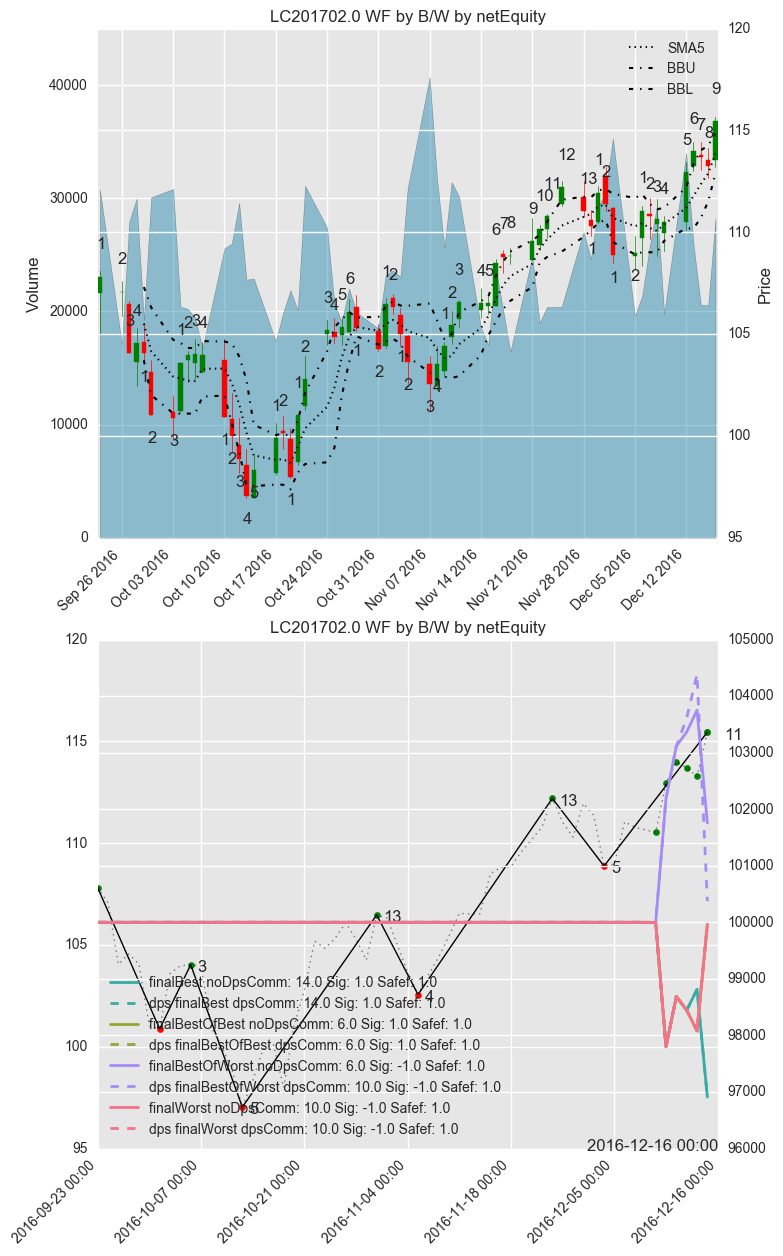 LC201702.0 WF by B/W by netEquity
SMA5
BBU
BBL
Volume
Price
40000
30000
20000
10000
0
120
115
110
105
100
95
Sep 26 2016
Oct 03 2016
Oct 10 2016
Oct 17 2016
Oct 24 2016
Oct 31 2016
Nov 07 2016
Nov 14 2016
Nov 21 2016
Nov 28 2016
Dec 05 2016
Dec 12 2016
LC201702.0 WF by B/W by netEquity
120
115
110
105
100
95
105000
104000
103000
102000
101000
100000
99000
98000
97000
96000
11
13
5
13
3
4
5
finalBest noDpsComm: 14.0 Sig: 1.0 Safef: 1.0
dps finalBest dpsComm: 14.0 Sig: 1.0 Safef: 1.0
finalBestOfBest noDpsComm: 6.0 Sig: 1.0 Safef: 1.0
dps finalBestOfBest dpsComm: 6.0 Sig: 1.0 Safef: 1.0
finalBestOfWorst noDpsComm: 6.0 Sig: -1.0 Safef: 1.0
dps finalBestOfWorst dpsComm: 10.0 Sig: -1.0 Safef: 1.0
finalWorst noDpsComm: 10.0 Sig: -1.0 Safef: 1.0
dps finalWorst dpsComm: 10.0 Sig: -1.0 Safef: 1.0
2016-12-16 00:00
2016-09-23 00:00
2016-10-07 00:00
2016-10-21 00:00
2016-11-04 00:00
2016-11-18 00:00
2016-12-05 00:00
2016-12-16 00:00